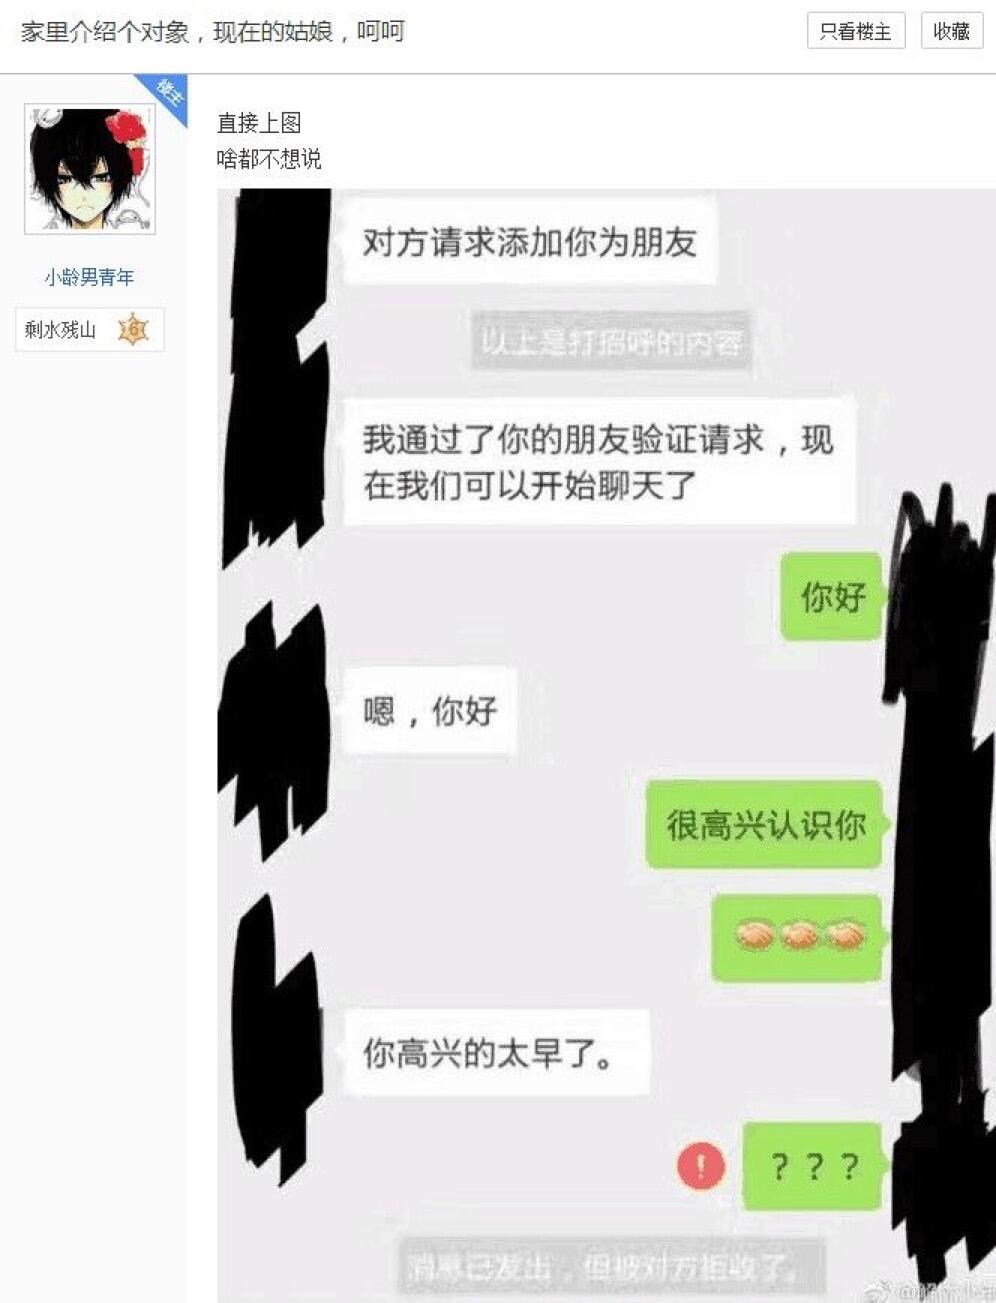 家里介绍个对象，现在的姑娘，呵呵
只看楼主
收藏
楼主
小龄男青年
剩水残山
6
直接上图
啥都不想说
对方请求添加你为朋友
以上是打招呼的内容
我通过了你的朋友验证请求，现
在我们可以开始聊天了
你好
嗯，你好
很高兴认识你
你高兴的太早了。
！
？？？
消息已发出，但被对方拒收了。